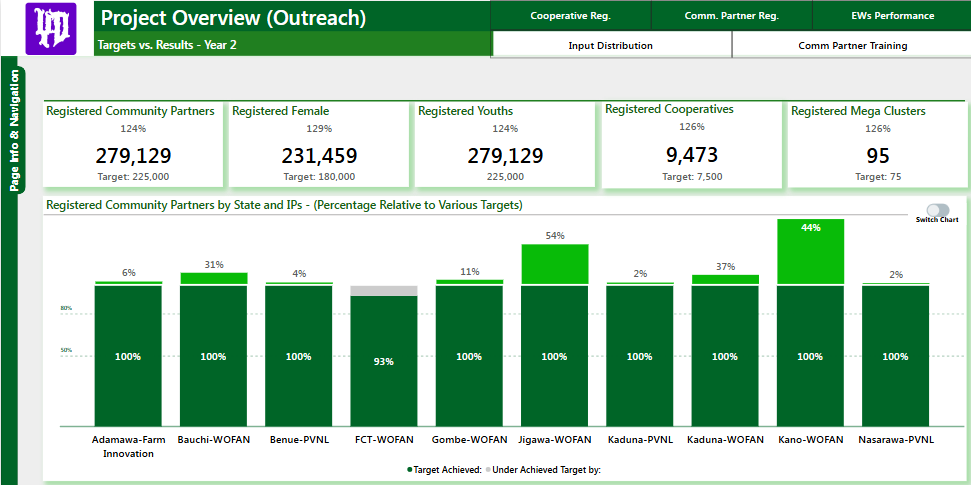 Project Overview (Outreach)
Targets vs. Results - Year 2
Cooperative Reg.
Comm. Partner Reg.
EWs Performance
Input Distribution
Comm Partner Training
Page Info & Navigation
Registered Community Partners
124%
279,129
Target: 225,000
Registered Female
129%
231,459
Target: 180,000
Registered Youths
124%
279,129
225,000
Registered Cooperatives
126%
9,473
Target: 7,500
Registered Mega Clusters
126%
95
Target: 75
Registered Community Partners by State and IPs - (Percentage Relative to Various Targets)
Switch Chart
6%
31%
4%
11%
54%
2%
37%
44%
2%
80%
50%
100%
100%
100%
93%
100%
100%
100%
100%
100%
100%
Adamawa-Farm
Innovation
Bauchi-WOFAN
Benue-PVNL
FCT-WOFAN
Gombe-WOFAN
Jigawa-WOFAN
Kaduna-PVNL
Kaduna-WOFAN
Kano-WOFAN
Nasarawa-PVNL
Target Achieved:
Under Achieved Target by: